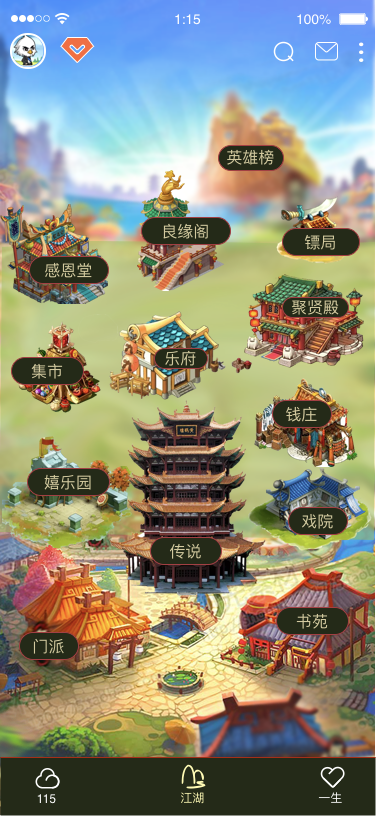 1:15
100%
英雄榜
良缘阁
镖局
感恩堂
聚贤殿
乐府
集市
钱庄
嬉乐园
戏院
传说
书苑
门派
115
江湖
一生